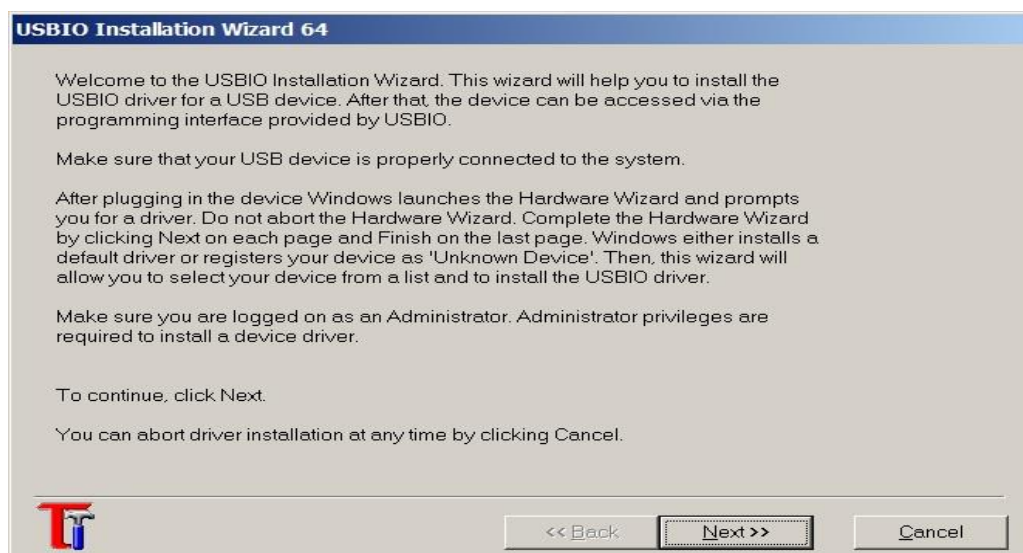 USBIO Installation Wizard 64
Welcome to the USBIO Installation Wizard. This wizard will help you to install the
USBIO driver for a USB device. After that, the device can be accessed via the
programming interface provided by USBIO.
Make sure that your USB device is properly connected to the system.
After plugging in the device Windows launches the Hardware Wizard and prompts
you for a driver. Do not abort the Hardware Wizard. Complete the Hardware Wizard
by clicking Next on each page and Finish on the last page. Windows either installs a
default driver or registers your device as 'Unknown Device'. Then, this wizard will
allow you to select your device from a list and to install the USBIO driver.
Make sure you are logged on as an Administrator. Administrator privileges are
required to install a device driver.
To continue, click Next.
You can abort driver installation at any time by clicking Cancel.
<< Back Next >> Cancel